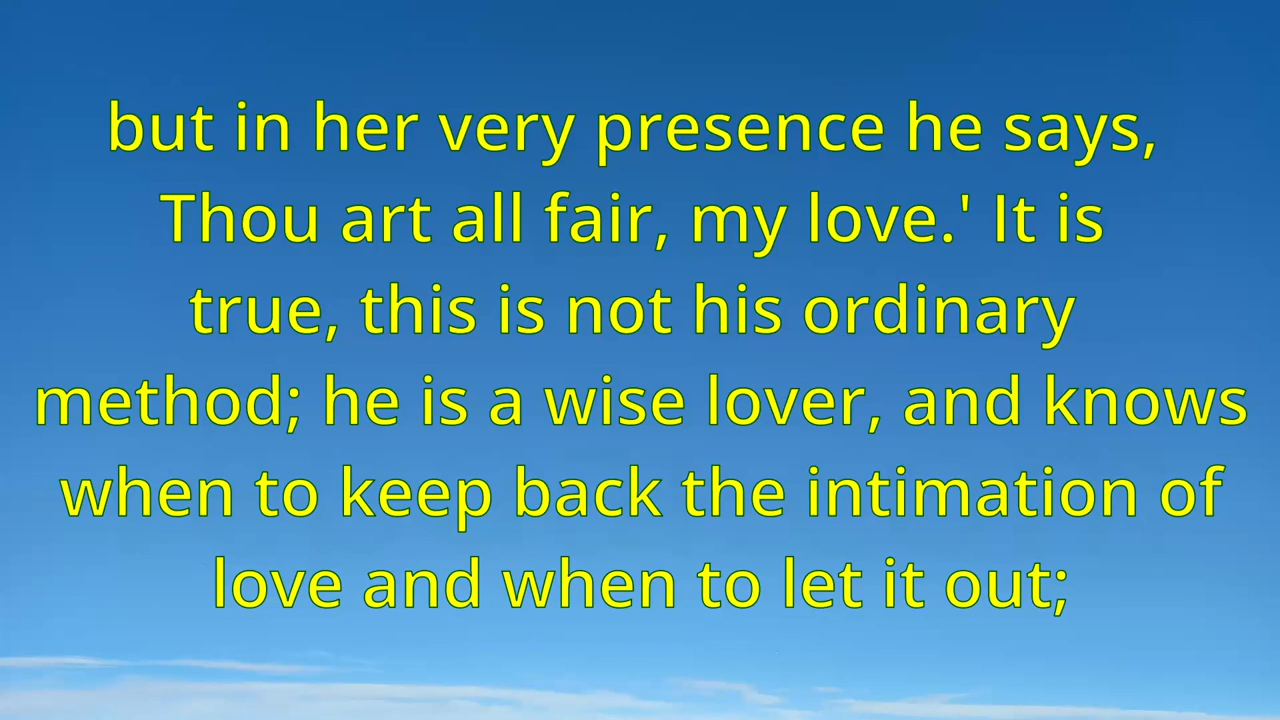 but in her very presence he says,
Thou art all fair, my love.' It is
true, this is not his ordinary
method; he is a wise lover, and knows
when to keep back the intimation of
love and when to let it out;